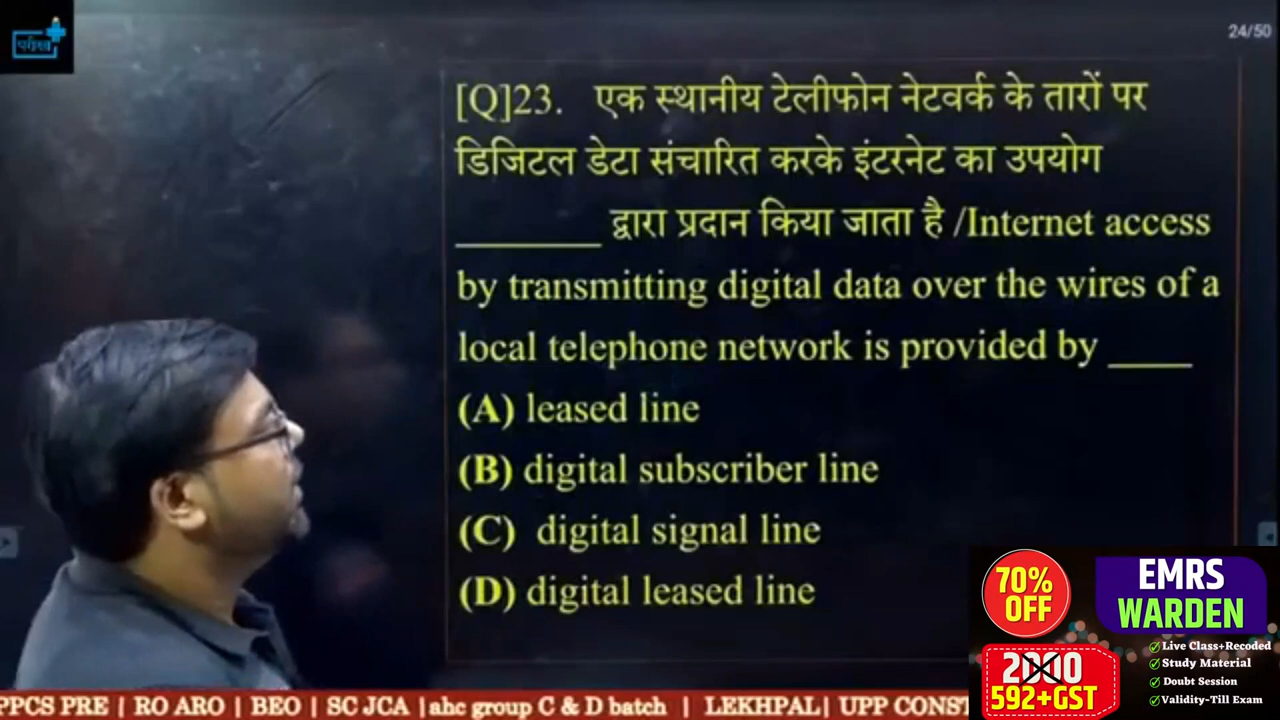 परीक्षा
24/50
[Q]23. एक स्थानीय टेलीफोन नेटवर्क के तारों पर
डिजिटल डेटा संचारित करके इंटरनेट का उपयोग
________ द्वारा प्रदान किया जाता है /Internet access
by transmitting digital data over the wires of a
local telephone network is provided by ____
(A) leased line
(B) digital subscriber line
(C) digital signal line
(D) digital leased line
70%
OFF
EMRS
WARDEN
2000
592+GST
Live Class+Recoded
Study Material
Doubt Session
Validity-Till Exam
PPCS PRE | RO ARO | BEO | SC JCA |ahc group C & D batch | LEKHPAL| UPP CONST